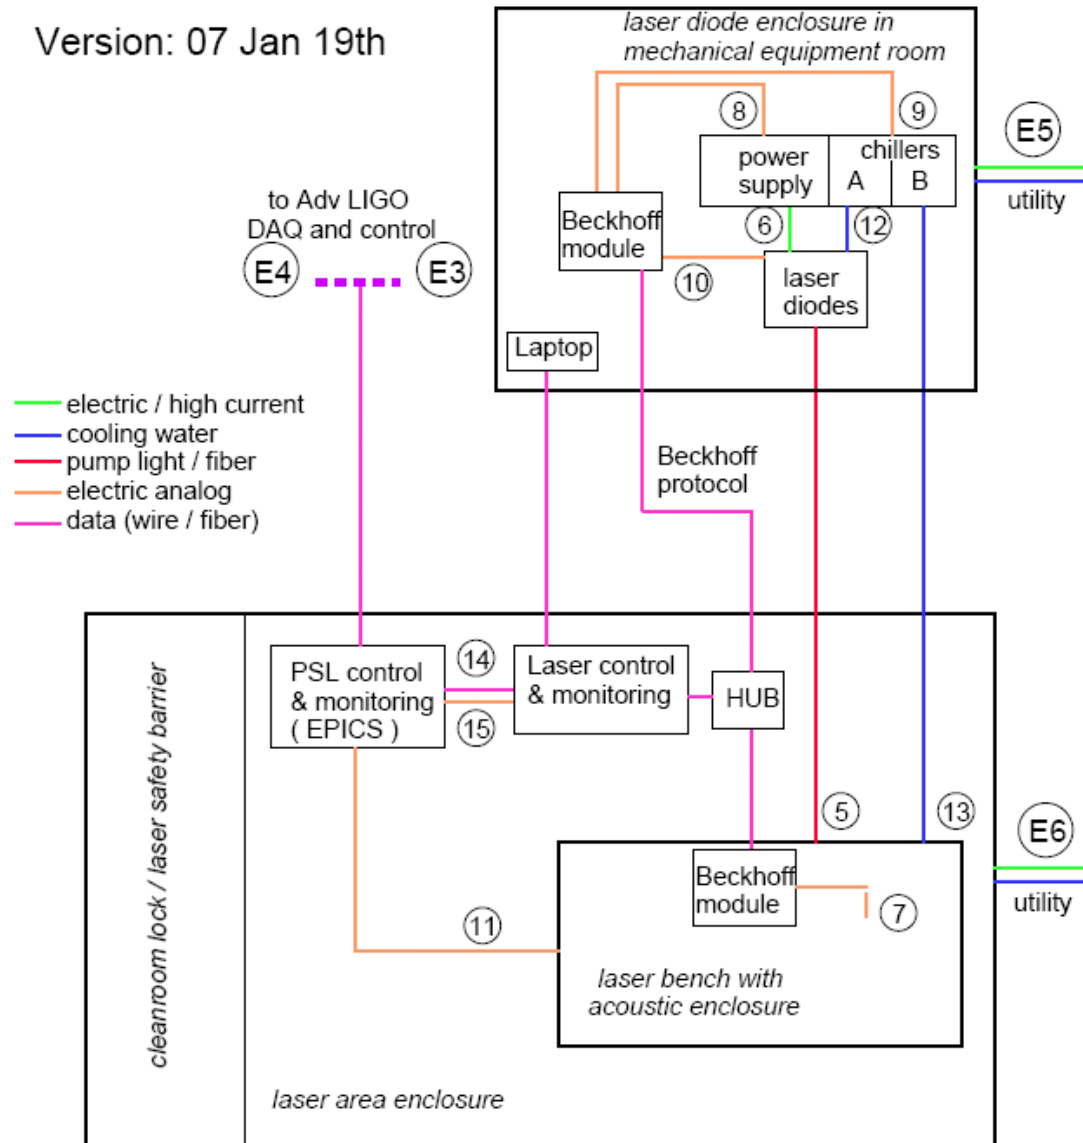 Version: 07 Jan 19th
laser diode enclosure in
mechanical equipment room
8
9
E5
power
supply
chillers
A
B
utility
to Adv LIGO
DAQ and control
E4
E3
Beckhoff
module
6
12
10
laser
diodes
Laptop
electric / high current
cooling water
pump light / fiber
electric analog
data (wire / fiber)
Beckhoff
protocol
cleanroom lock / laser safety barrier
PSL control
& monitoring
( EPICS )
14
15
Laser control
& monitoring
HUB
5
13
E6
utility
Beckhoff
module
7
11
laser bench with
acoustic enclosure
laser area enclosure